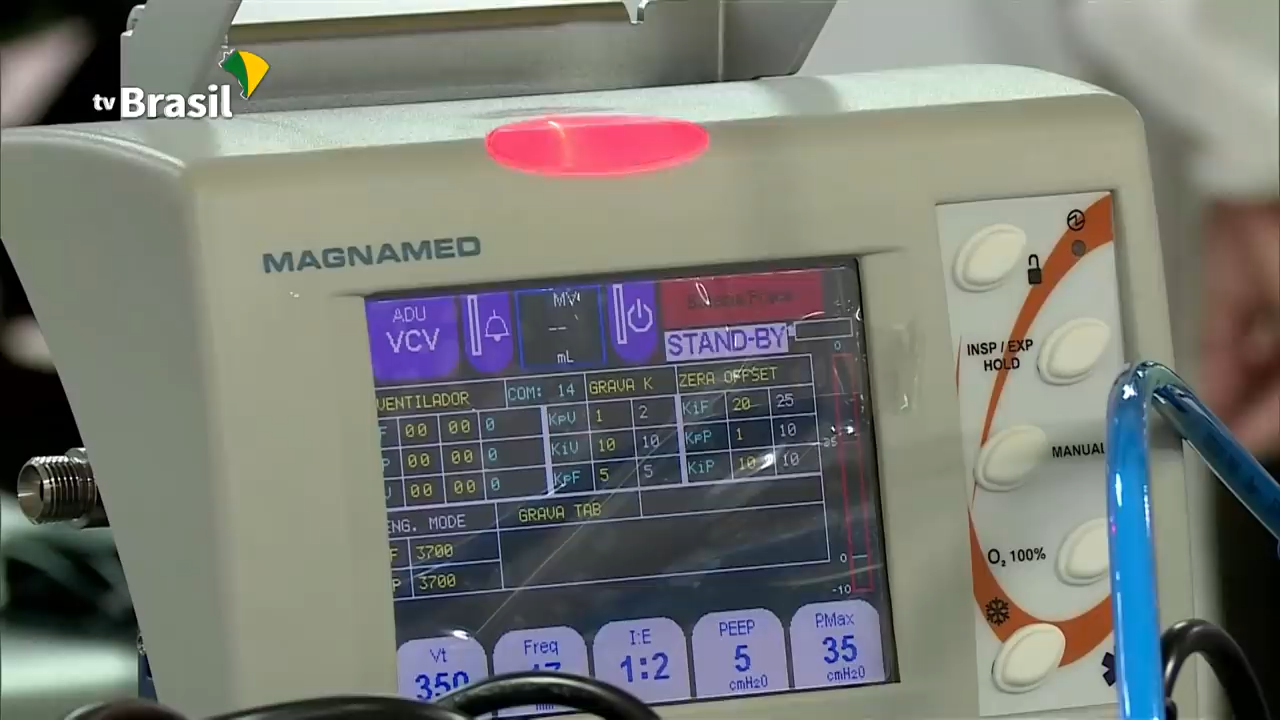 tv Brasil
MAGNAMED
ADU
VCV
MV
---
mL
STAND-BY
VENTILADOR
COM: 14
GRAVA K
ZERA OFFSET
F 00 00 0
KpV 1 2
KiF 20 25
P 00 00 0
KiV 10 10
KpP 1 10
00 00 0
KpF 5 5
KiP 10 10
ENG. MODE
GRAVA TAB
F 3700
P 3700
0
35
0
-10
Vt
350
Freq
17
I:E
1:2
PEEP
5
cmH2O
P.Max
35
cmH2O
INSP / EXP
HOLD
MANUAL
O₂ 100%